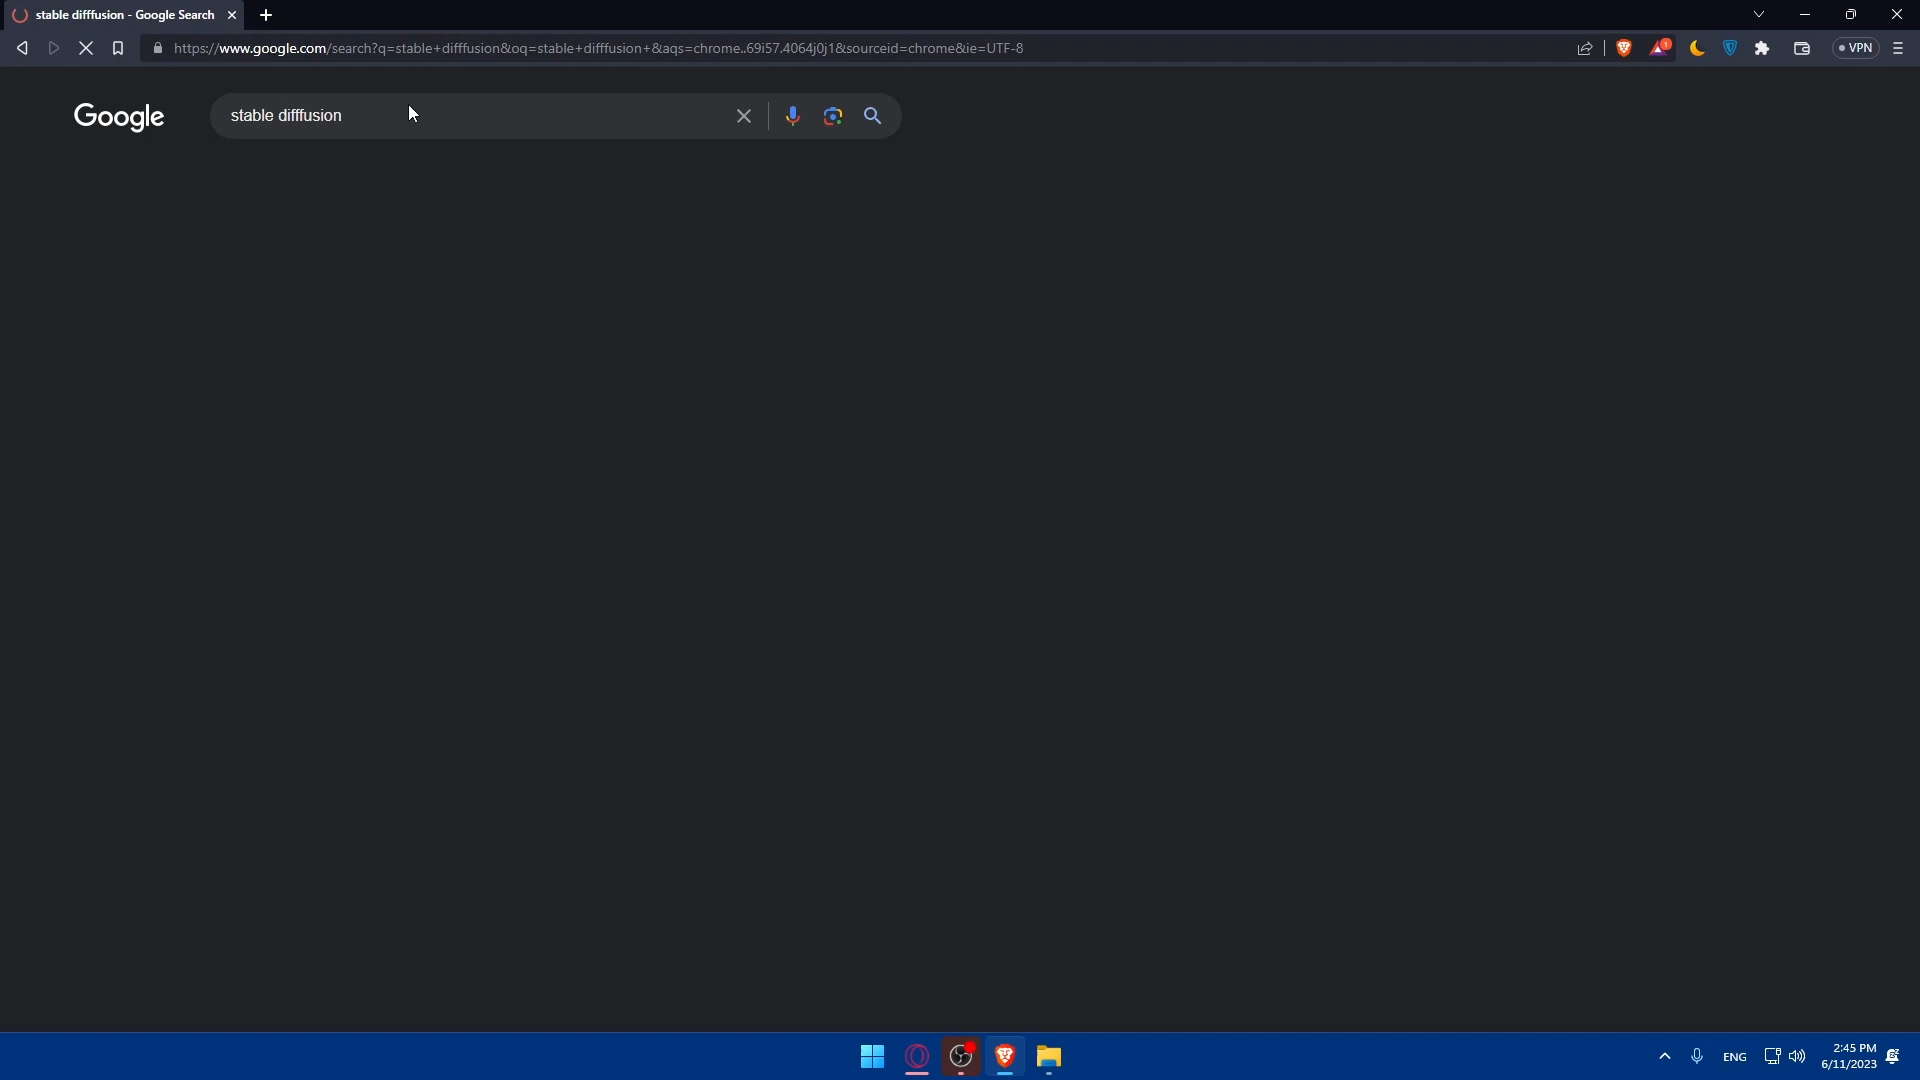 stable difffusion - Google Search
https://www.google.com/search?q=stable+difffusion&oq=stable+difffusion+&aqs=chrome..69i57.4064j0j1&sourceid=chrome&ie=UTF-8
1
VPN
Google
stable difffusion
ENG
2:45 PM
6/11/2023